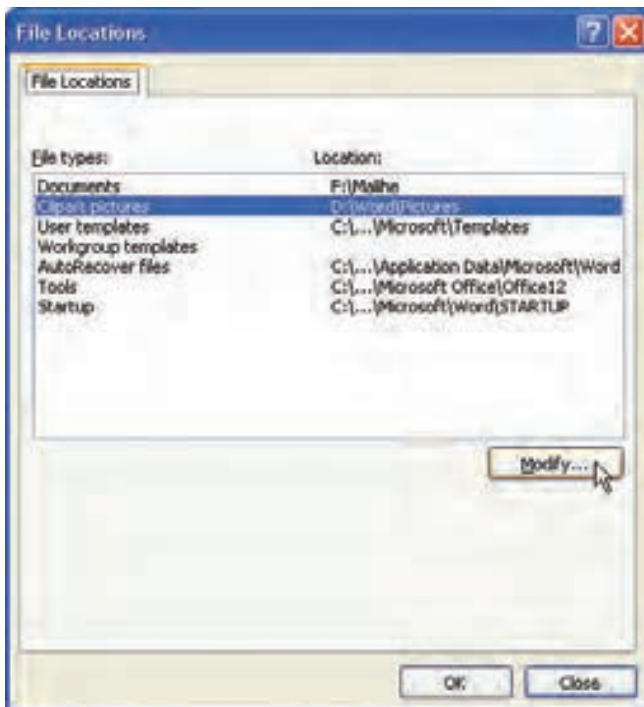 File Locations
File Locations
File types: Location:
Documents F:\Malihe
Clipart pictures D:\Word\Pictures
User templates C:\...\Microsoft\Templates
Workgroup templates
AutoRecover files C:\...\Application Data\Microsoft\Word
Tools C:\...\Microsoft Office\Office12
Startup C:\...\Microsoft\Word\STARTUP
Modify...
OK Close